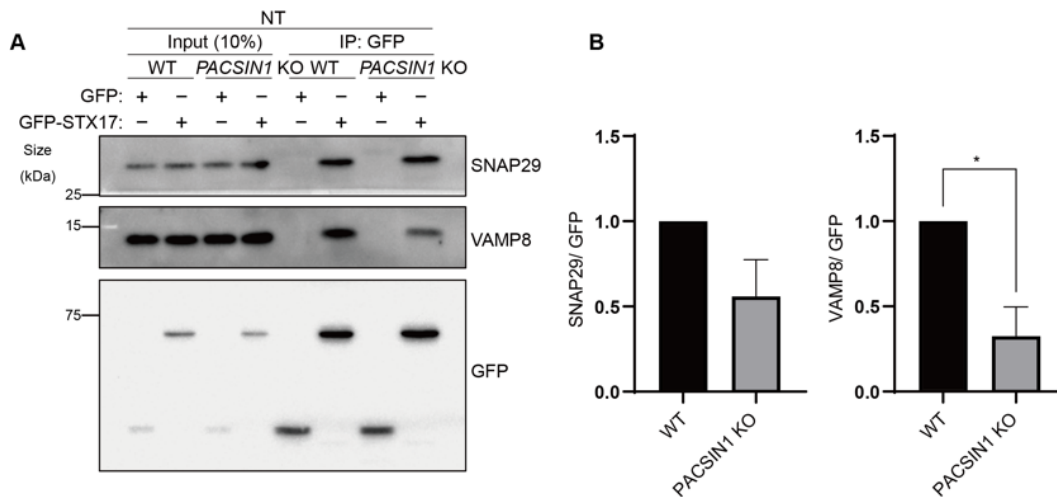 A
NT
Input (10%) IP: GFP
WT PACSIN1 KO WT PACSIN1 KO
GFP: + − + − + − + −
GFP-STX17: − + − + − + − +
Size
(kDa)
SNAP29
25
15
VAMP8
75
GFP
B
1.5
1.0
0.5
0.0
SNAP29/ GFP
WT
PACSIN1 KO
1.5
1.0
0.5
0.0
VAMP8/ GFP
*
WT
PACSIN1 KO